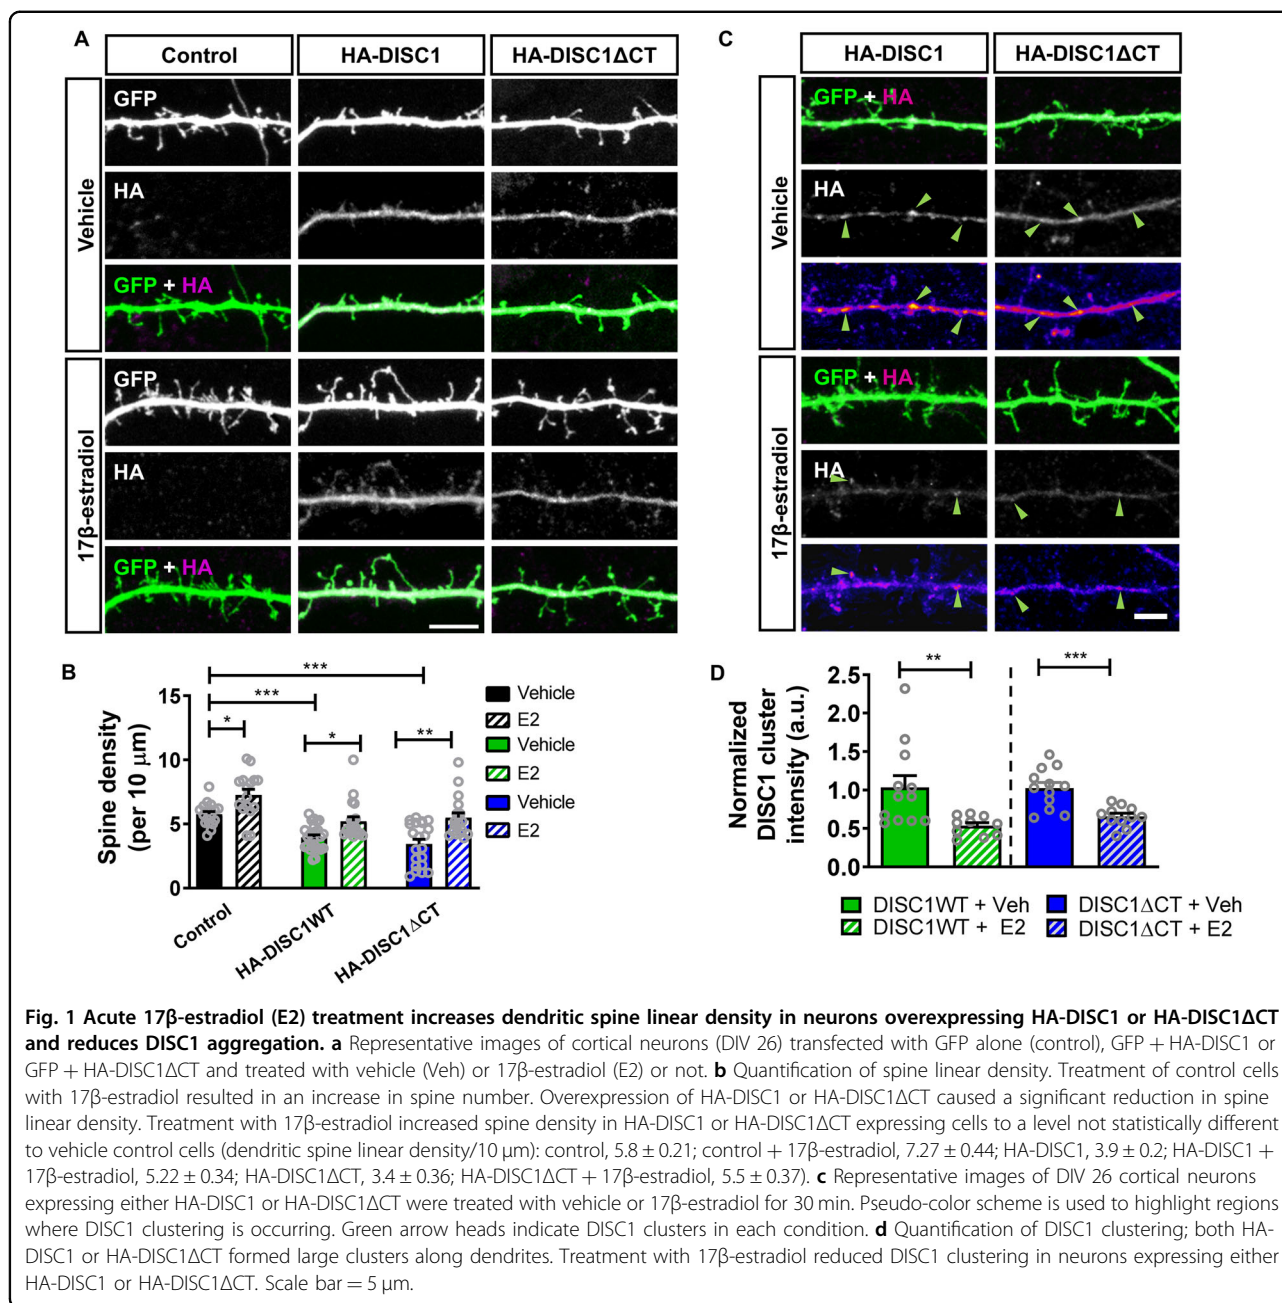 A
Control
HA-DISC1
HA-DISC1ΔCT
Vehicle
GFP
HA
GFP + HA
17β-estradiol
GFP
HA
GFP + HA
C
HA-DISC1
HA-DISC1ΔCT
Vehicle
GFP + HA
HA
17β-estradiol
GFP + HA
HA
B
Spine density
(per 10 μm)
15
10
5
0
***
***
*
*
**
Control
HA-DISC1WT
HA-DISC1ΔCT
Vehicle
E2
Vehicle
E2
Vehicle
E2
D
Normalized
DISC1 cluster
intensity (a.u.)
2.5
2.0
1.5
1.0
0.5
0.0
**
***
DISC1WT + Veh
DISC1ΔCT + Veh
DISC1WT + E2
DISC1ΔCT + E2
Fig. 1 Acute 17β-estradiol (E2) treatment increases dendritic spine linear density in neurons overexpressing HA-DISC1 or HA-DISC1ΔCT
and reduces DISC1 aggregation. a Representative images of cortical neurons (DIV 26) transfected with GFP alone (control), GFP + HA-DISC1 or
GFP + HA-DISC1ΔCT and treated with vehicle (Veh) or 17β-estradiol (E2) or not. b Quantification of spine linear density. Treatment of control cells
with 17β-estradiol resulted in an increase in spine number. Overexpression of HA-DISC1 or HA-DISC1ΔCT caused a significant reduction in spine
linear density. Treatment with 17β-estradiol increased spine density in HA-DISC1 or HA-DISC1ΔCT expressing cells to a level not statistically different
to vehicle control cells (dendritic spine linear density/10 μm): control, 5.8 ± 0.21; control + 17β-estradiol, 7.27 ± 0.44; HA-DISC1, 3.9 ± 0.2; HA-DISC1 +
17β-estradiol, 5.22 ± 0.34; HA-DISC1ΔCT, 3.4 ± 0.36; HA-DISC1ΔCT + 17β-estradiol, 5.5 ± 0.37). c Representative images of DIV 26 cortical neurons
expressing either HA-DISC1 or HA-DISC1ΔCT were treated with vehicle or 17β-estradiol for 30 min. Pseudo-color scheme is used to highlight regions
where DISC1 clustering is occurring. Green arrow heads indicate DISC1 clusters in each condition. d Quantification of DISC1 clustering; both HA-
DISC1 or HA-DISC1ΔCT formed large clusters along dendrites. Treatment with 17β-estradiol reduced DISC1 clustering in neurons expressing either
HA-DISC1 or HA-DISC1ΔCT. Scale bar = 5 μm.